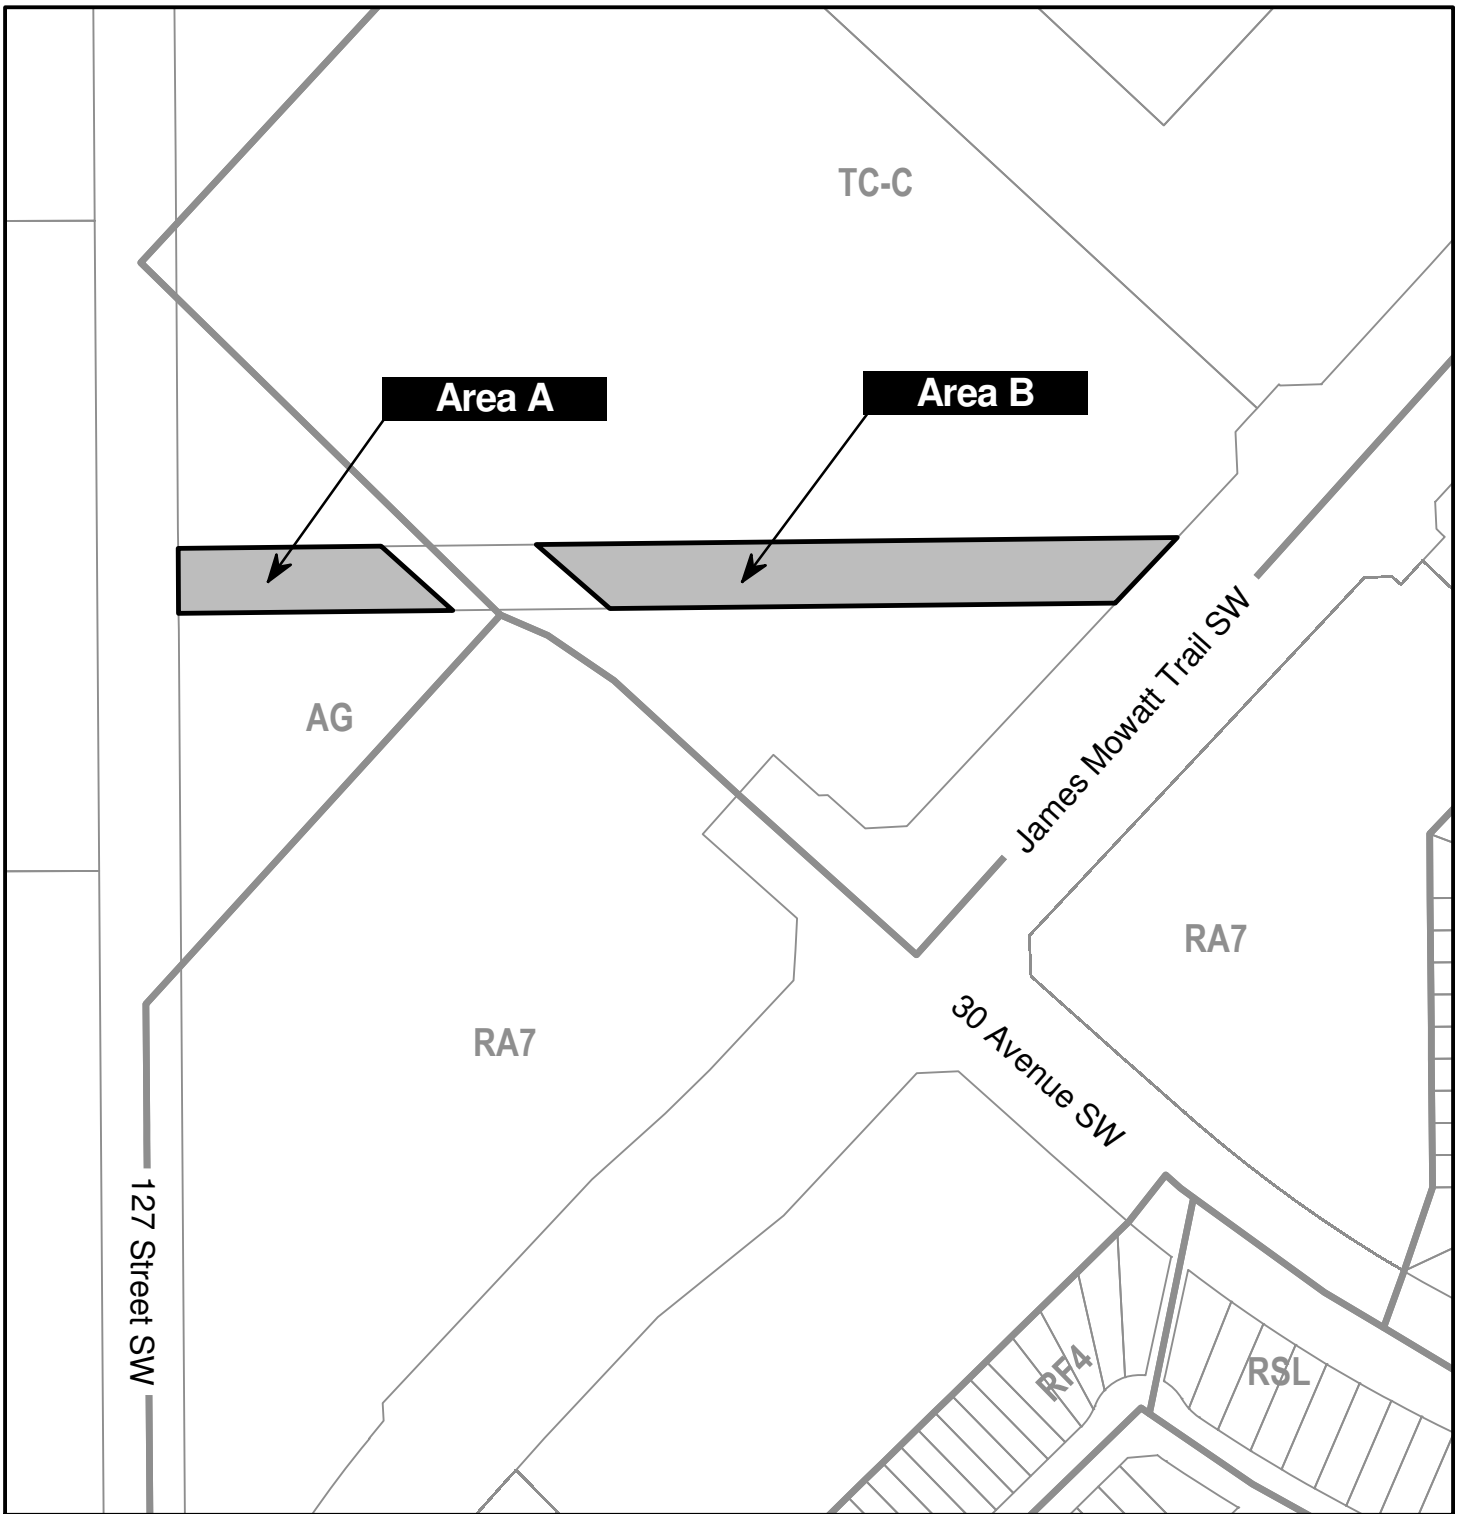 TC-C
Area A
Area B
James Mowatt Trail SW
AG
RA7
RA7
30 Avenue SW
127 Street SW
RF4
RSL